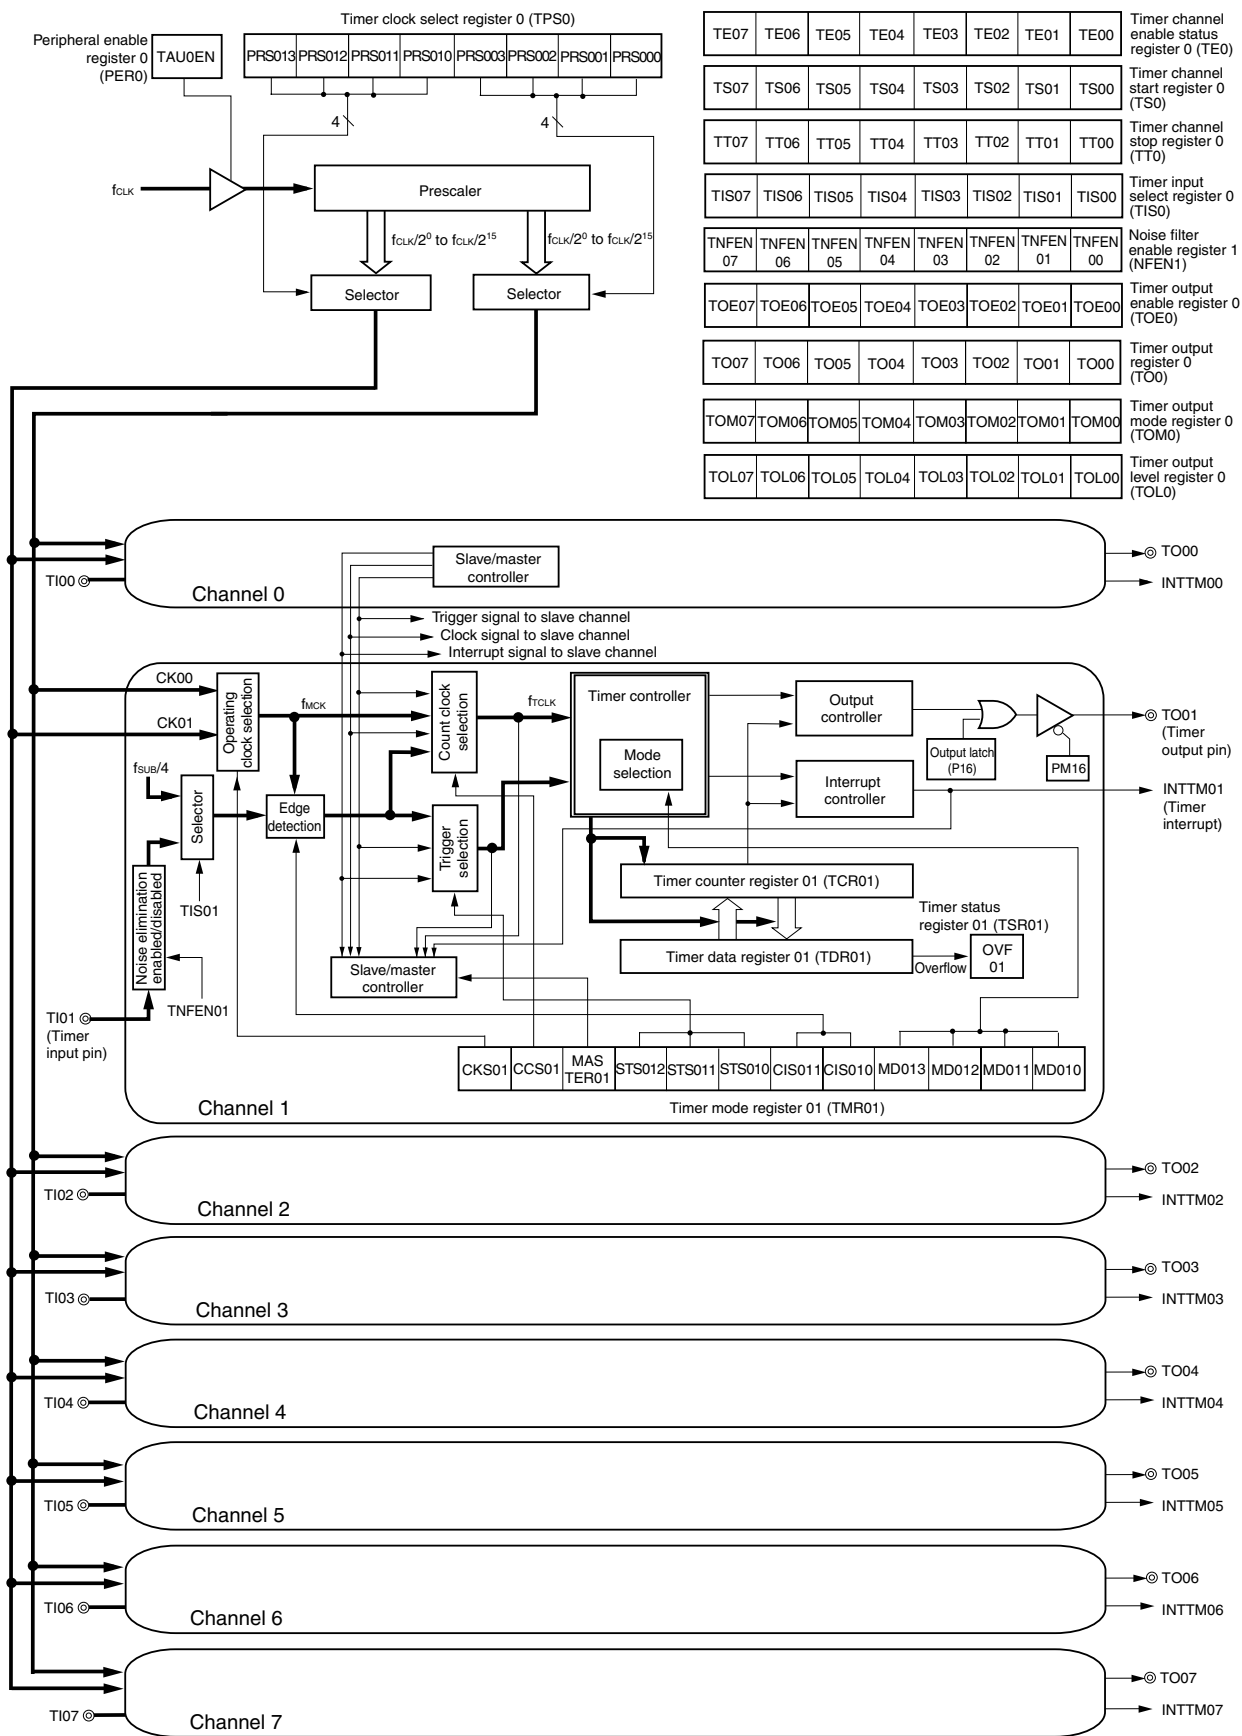 Timer clock select register 0 (TPS0)
Peripheral enable
register 0
(PER0)
TAU0EN
PRS013 PRS012 PRS011 PRS010 PRS003 PRS002 PRS001 PRS000
4
4
fCLK
Prescaler
fCLK/2⁰ to fCLK/2¹⁵
fCLK/2⁰ to fCLK/2¹⁵
Selector
Selector
TE07 TE06 TE05 TE04 TE03 TE02 TE01 TE00
Timer channel
enable status
register 0 (TE0)
TS07 TS06 TS05 TS04 TS03 TS02 TS01 TS00
Timer channel
start register 0
(TS0)
TT07 TT06 TT05 TT04 TT03 TT02 TT01 TT00
Timer channel
stop register 0
(TT0)
TIS07 TIS06 TIS05 TIS04 TIS03 TIS02 TIS01 TIS00
Timer input
select register 0
(TIS0)
TNFEN TNFEN TNFEN TNFEN TNFEN TNFEN TNFEN TNFEN
07 06 05 04 03 02 01 00
Noise filter
enable register 1
(NFEN1)
TOE07 TOE06 TOE05 TOE04 TOE03 TOE02 TOE01 TOE00
Timer output
enable register 0
(TOE0)
TO07 TO06 TO05 TO04 TO03 TO02 TO01 TO00
Timer output
register 0
(TO0)
TOM07 TOM06 TOM05 TOM04 TOM03 TOM02 TOM01 TOM00
Timer output
mode register 0
(TOM0)
TOL07 TOL06 TOL05 TOL04 TOL03 TOL02 TOL01 TOL00
Timer output
level register 0
(TOL0)
TI00
Channel 0
Slave/master
controller
TO00
INTTM00
Trigger signal to slave channel
Clock signal to slave channel
Interrupt signal to slave channel
CK00
CK01
Operating
clock selection
fMCK
Count clock
selection
fTCLK
Timer controller
Mode
selection
Output
controller
Output latch
(P16)
PM16
TO01
(Timer
output pin)
Interrupt
controller
INTTM01
(Timer
interrupt)
fSUB/4
Selector
Edge
detection
Trigger
selection
TIS01
Noise elimination
enabled/disabled
TNFEN01
TI01
(Timer
input pin)
Timer counter register 01 (TCR01)
Timer status
register 01 (TSR01)
Timer data register 01 (TDR01)
Overflow
OVF
01
Slave/master
controller
CKS01 CCS01 MAS
TER01 STS012 STS011 STS010 CIS011 CIS010 MD013 MD012 MD011 MD010
Timer mode register 01 (TMR01)
Channel 1
TI02
Channel 2
TO02
INTTM02
TI03
Channel 3
TO03
INTTM03
TI04
Channel 4
TO04
INTTM04
TI05
Channel 5
TO05
INTTM05
TI06
Channel 6
TO06
INTTM06
TI07
Channel 7
TO07
INTTM07